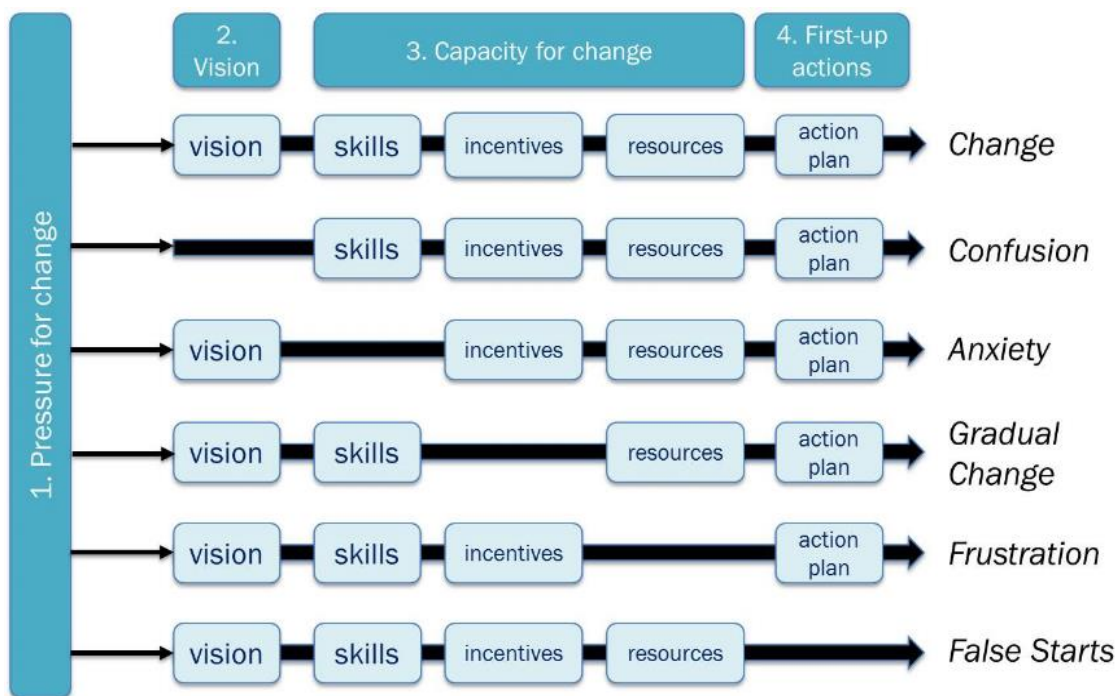 1. Pressure for change
2.
Vision
3. Capacity for change
4. First-up
actions
vision
skills
incentives
resources
action
plan
Change
skills
incentives
resources
action
plan
Confusion
vision
incentives
resources
action
plan
Anxiety
vision
skills
resources
action
plan
Gradual
Change
vision
skills
incentives
action
plan
Frustration
vision
skills
incentives
resources
False Starts